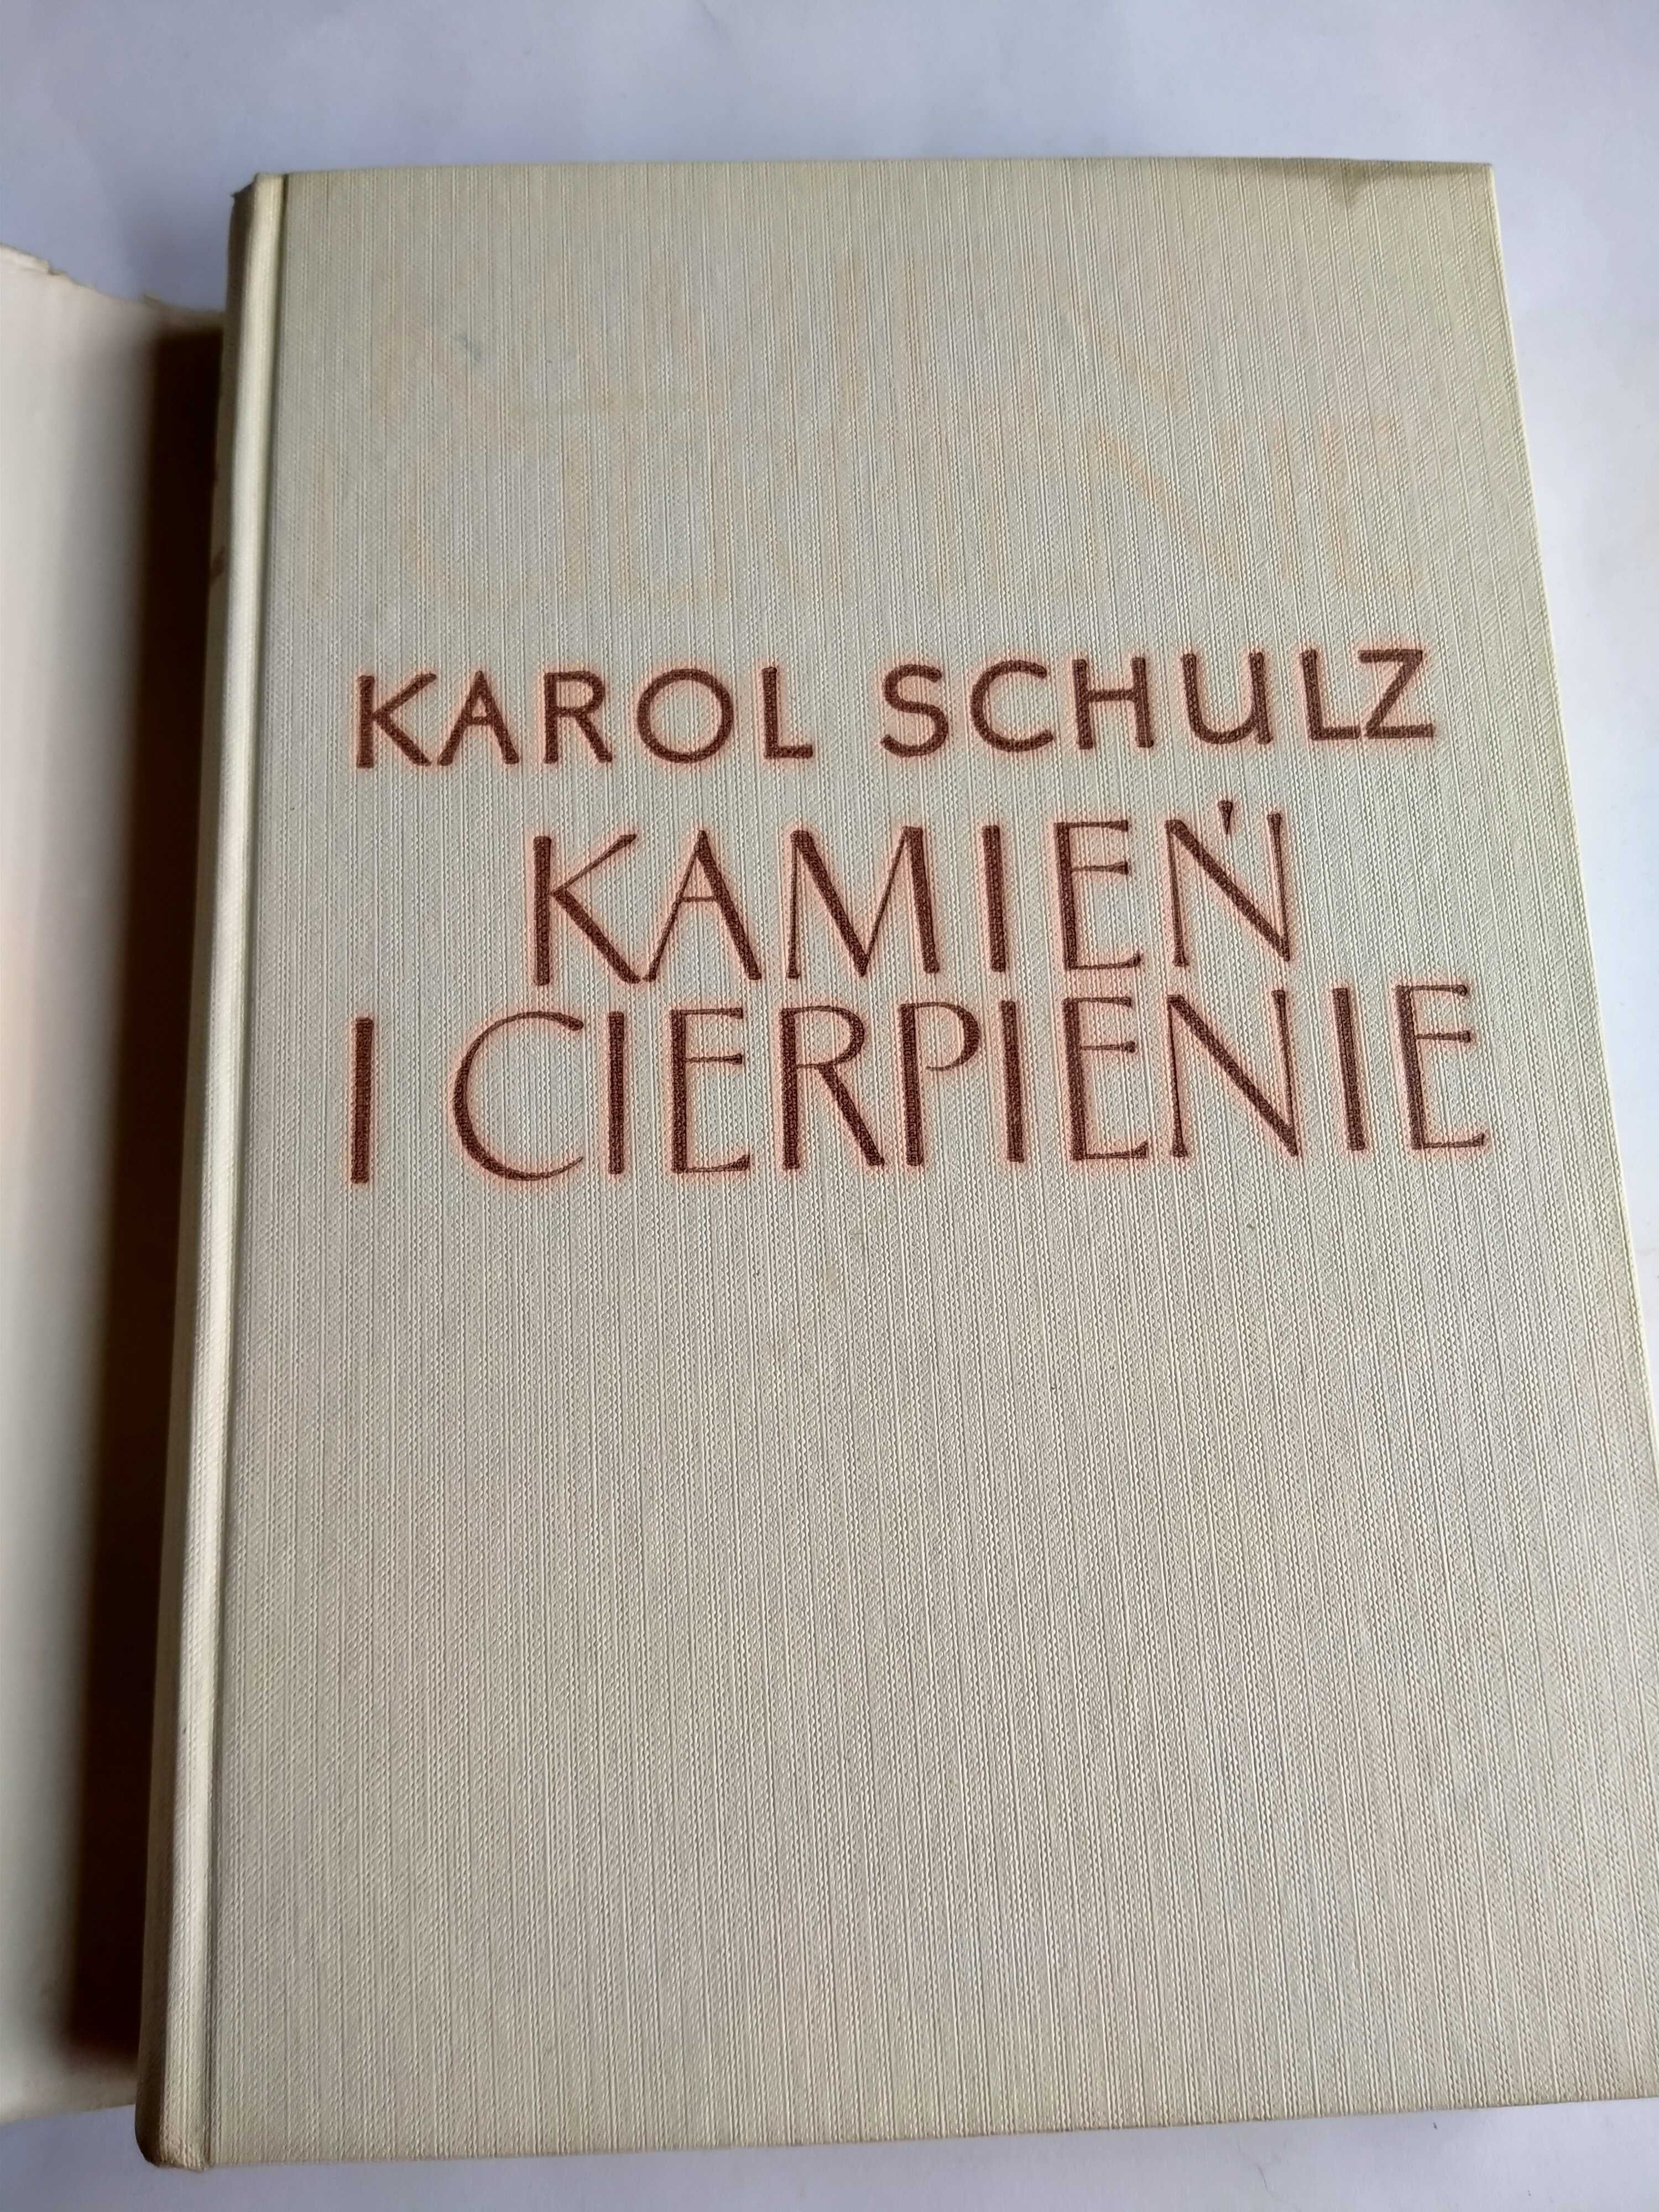 KAROL SCHULZ
KAMIEŃ
I CIERPIENIE